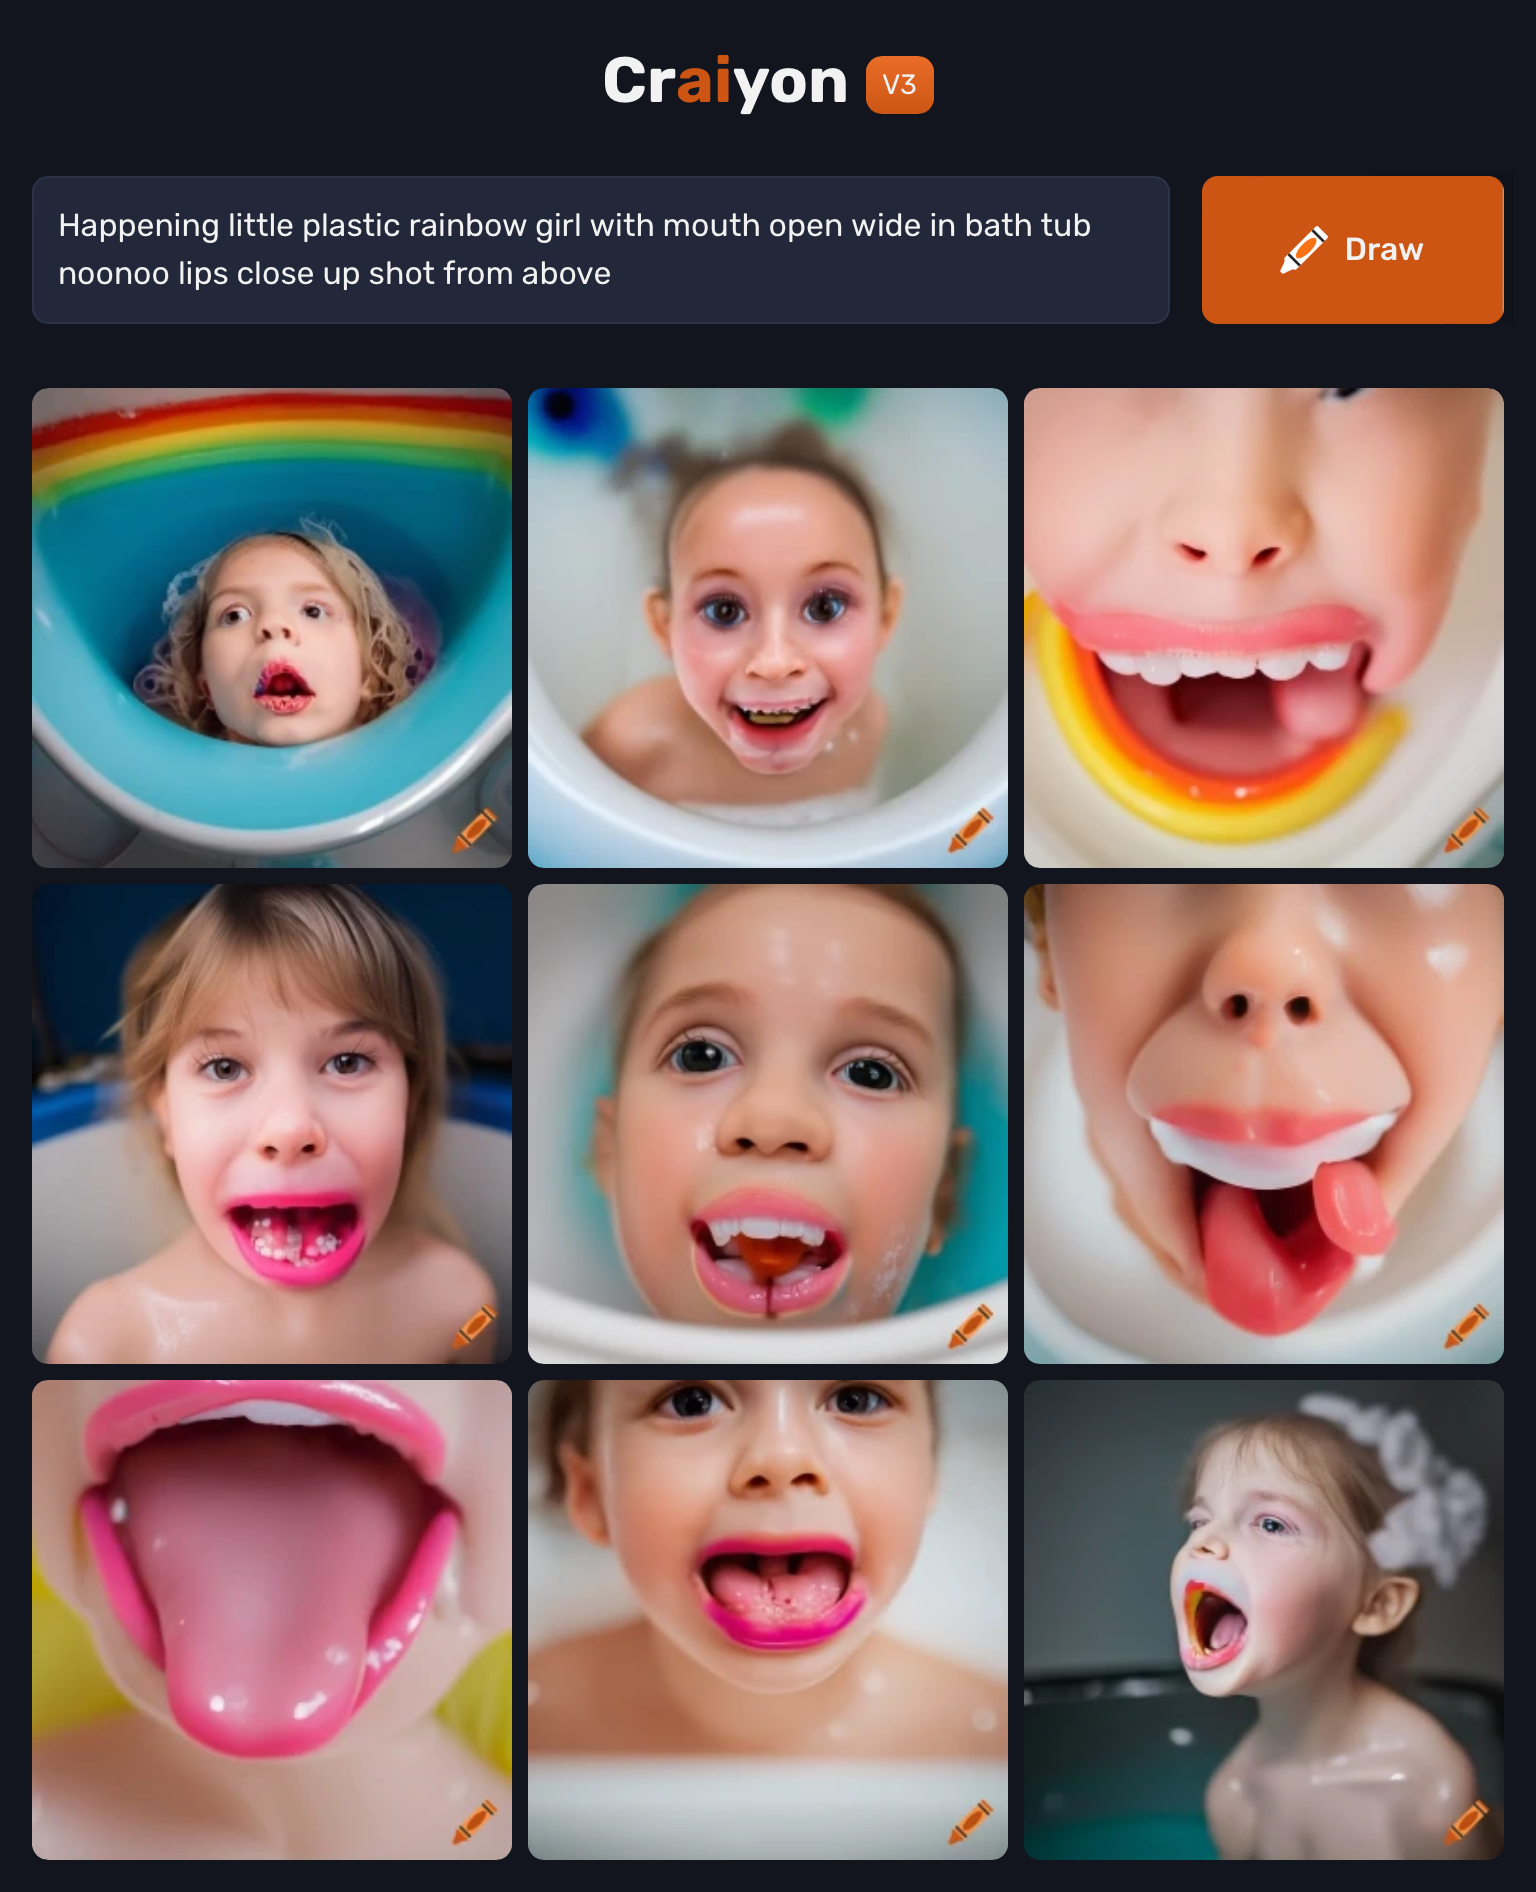 Craiyon V3
Happening little plastic rainbow girl with mouth open wide in bath tub
noonoo lips close up shot from above
Draw